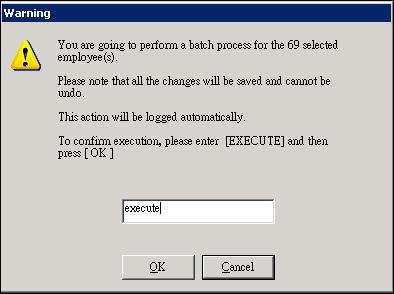 Warning
You are going to perform a batch process for the 69 selected
employee(s).
Please note that all the changes will be saved and cannot be
undo.
This action will be logged automatically.
To confirm execution, please enter [EXECUTE] and then
press [ OK ]
execute
OK
Cancel